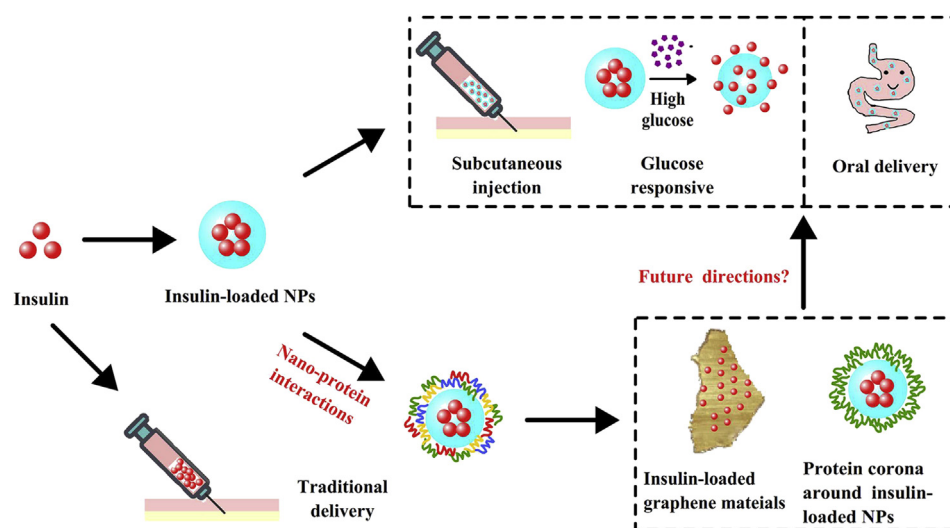 High
glucose
Subcutaneous
injection
Glucose
responsive
Oral delivery
Insulin
Insulin-loaded NPs
Future directions?
Nano-protein
interactions
Traditional
delivery
Insulin-loaded
graphene mateials
Protein corona
around insulin-
loaded NPs